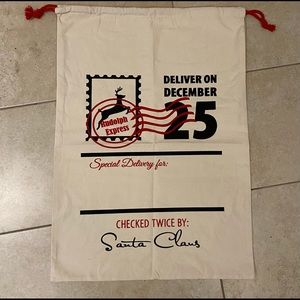 DELIVER ON
DECEMBER
25
Rudolph
Express
Special Delivery for:
CHECKED TWICE BY:
Santa Claus